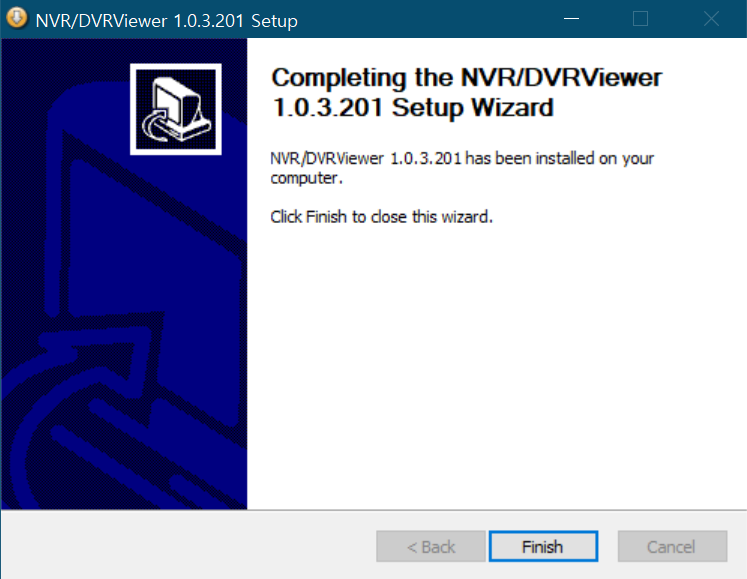 NVR/DVRViewer 1.0.3.201 Setup
Completing the NVR/DVRViewer
1.0.3.201 Setup Wizard
NVR/DVRViewer 1.0.3.201 has been installed on your
computer.
Click Finish to close this wizard.
< Back
Finish
Cancel